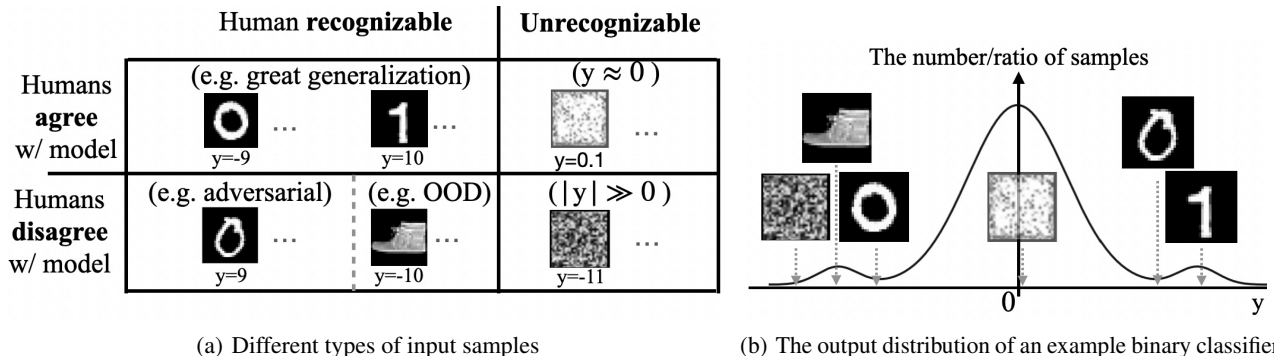 Human recognizable
Unrecognizable
Humans
agree
w/ model
(e.g. great generalization)
(y ≈ 0 )
...
...
...
y=-9
y=10
y=0.1
Humans
disagree
w/ model
(e.g. adversarial)
(e.g. OOD)
(|y| ≫ 0 )
...
...
...
y=9
y=-10
y=-11
(a) Different types of input samples
The number/ratio of samples
0
y
(b) The output distribution of an example binary classifier